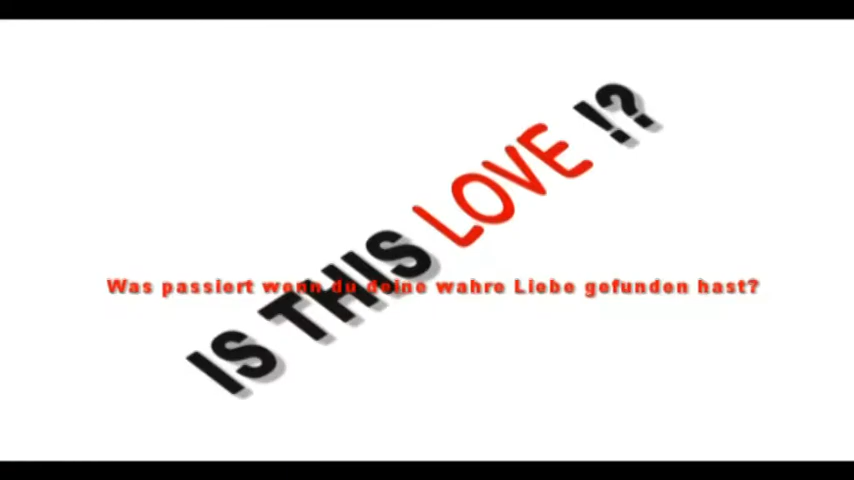 IS THIS LOVE !?
Was passiert wenn du deine wahre Liebe gefunden hast?